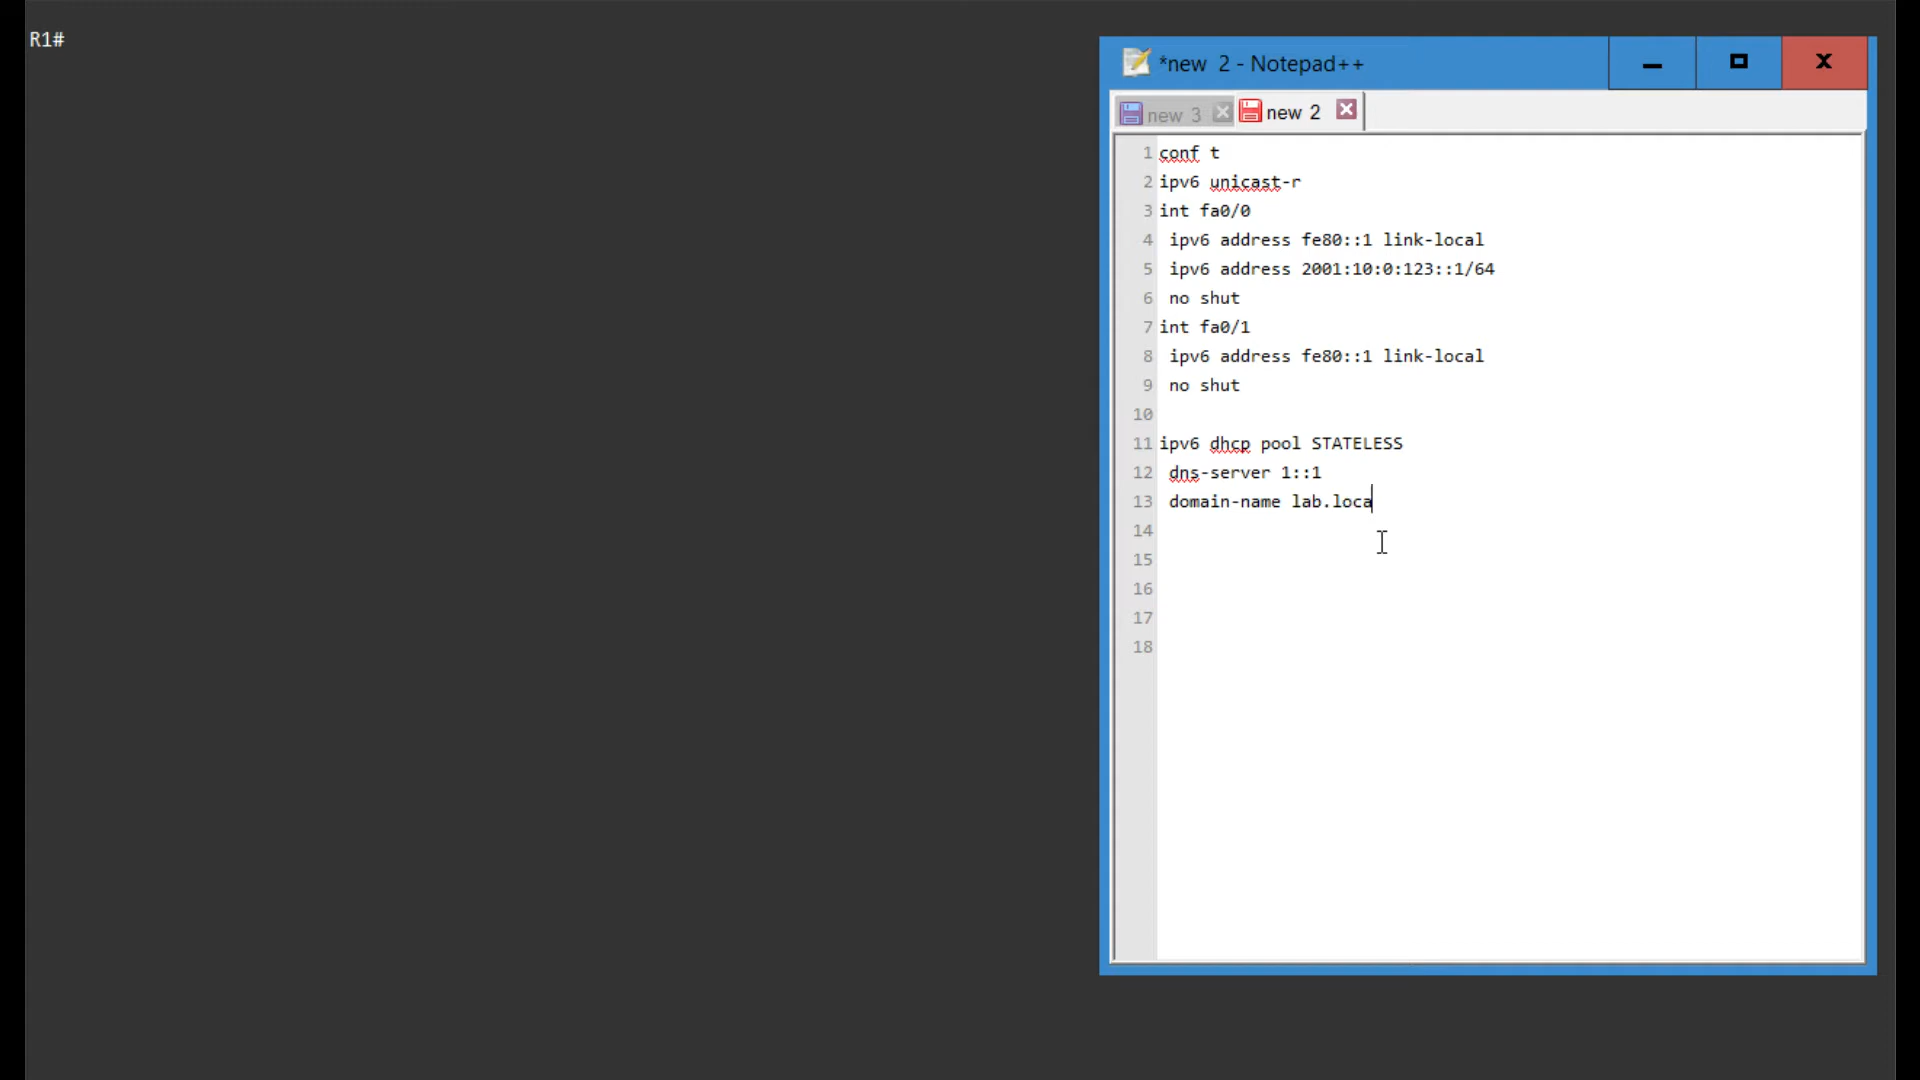 R1#
*new 2 - Notepad++
new 3
new 2
1 conf t
2 ipv6 unicast-r
3 int fa0/0
4 ipv6 address fe80::1 link-local
5 ipv6 address 2001:10:0:123::1/64
6 no shut
7 int fa0/1
8 ipv6 address fe80::1 link-local
9 no shut
10
11 ipv6 dhcp pool STATELESS
12 dns-server 1::1
13 domain-name lab.loca
14
15
16
17
18